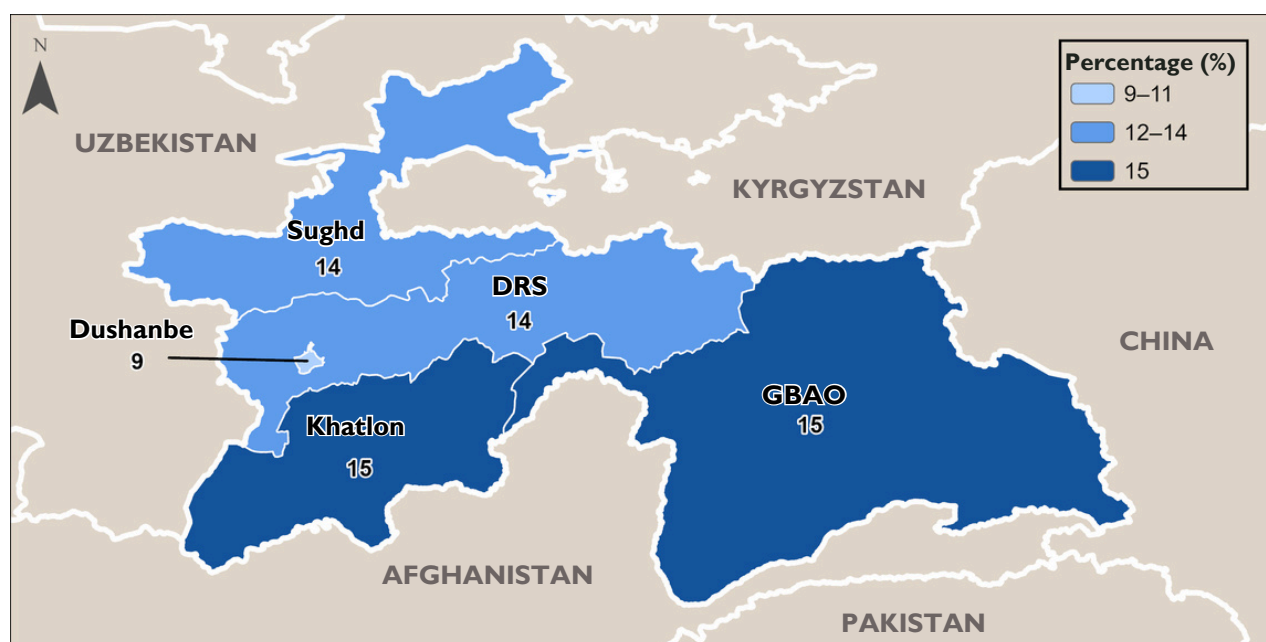 N
Percentage (%)
9–11
12–14
15
UZBEKISTAN
KYRGYZSTAN
Sughd
14
DRS
14
Dushanbe
9
CHINA
GBAO
15
Khatlon
15
AFGHANISTAN
PAKISTAN